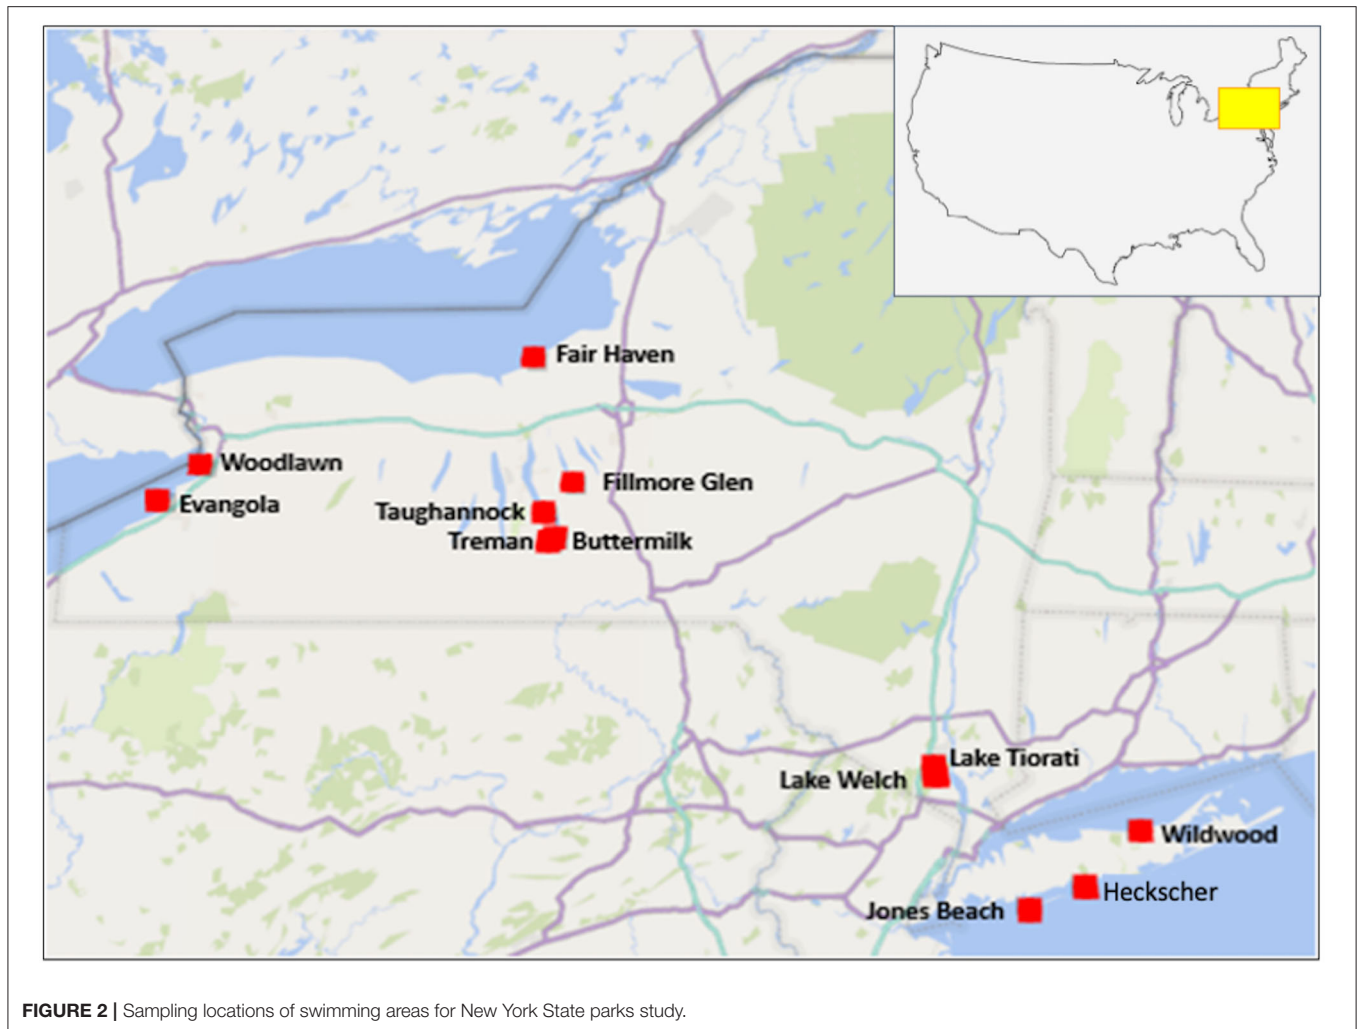 Fair Haven
Woodlawn
Evangola
Fillmore Glen
Taughannock
Treman Buttermilk
Lake Tiorati
Lake Welch
Wildwood
Heckscher
Jones Beach
FIGURE 2 | Sampling locations of swimming areas for New York State parks study.